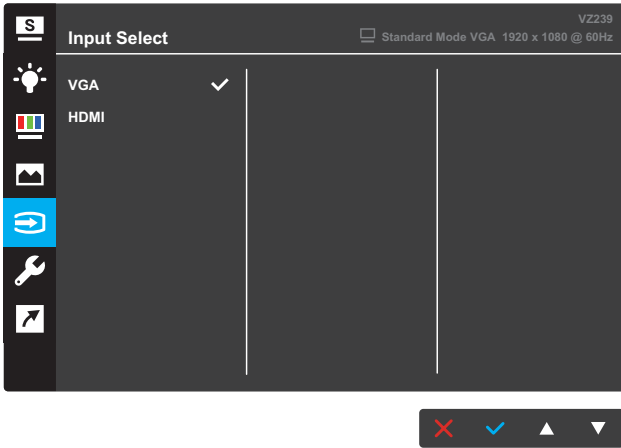 S
VZ239
Input Select
Standard Mode VGA 1920 x 1080 @ 60Hz
VGA
HDMI